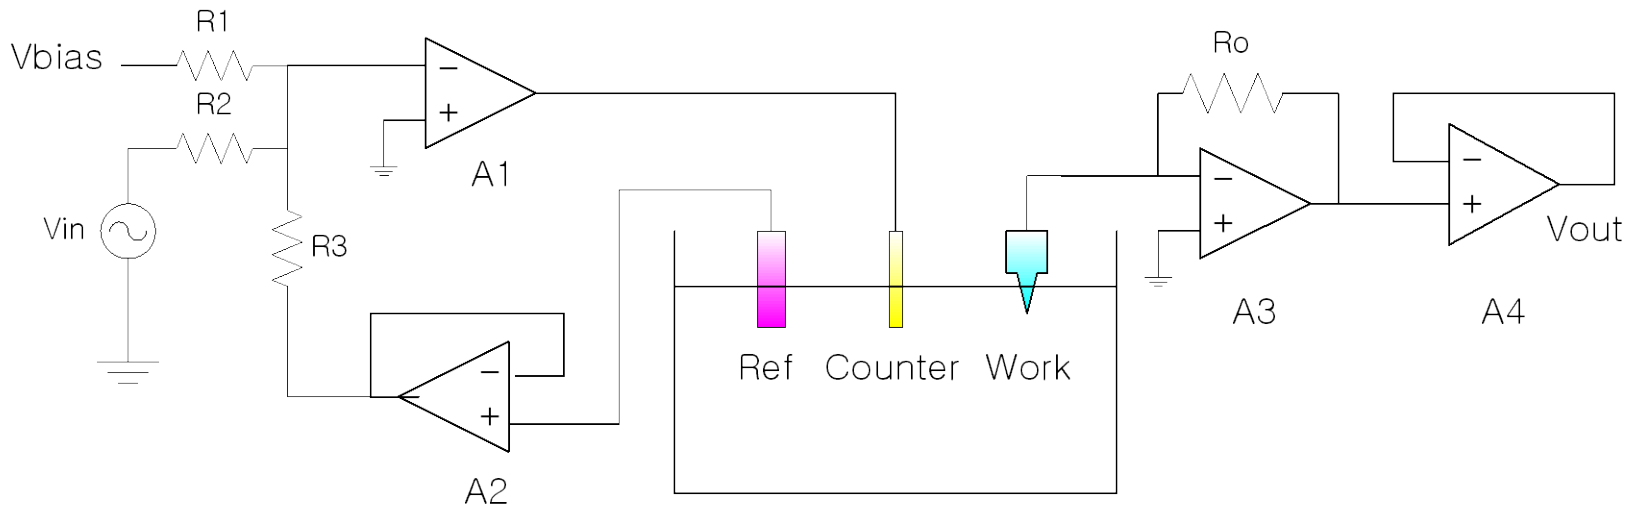 R1
Vbias
R2
A1
Vin
R3
A2
Ref
Counter
Work
Ro
A3
A4
Vout